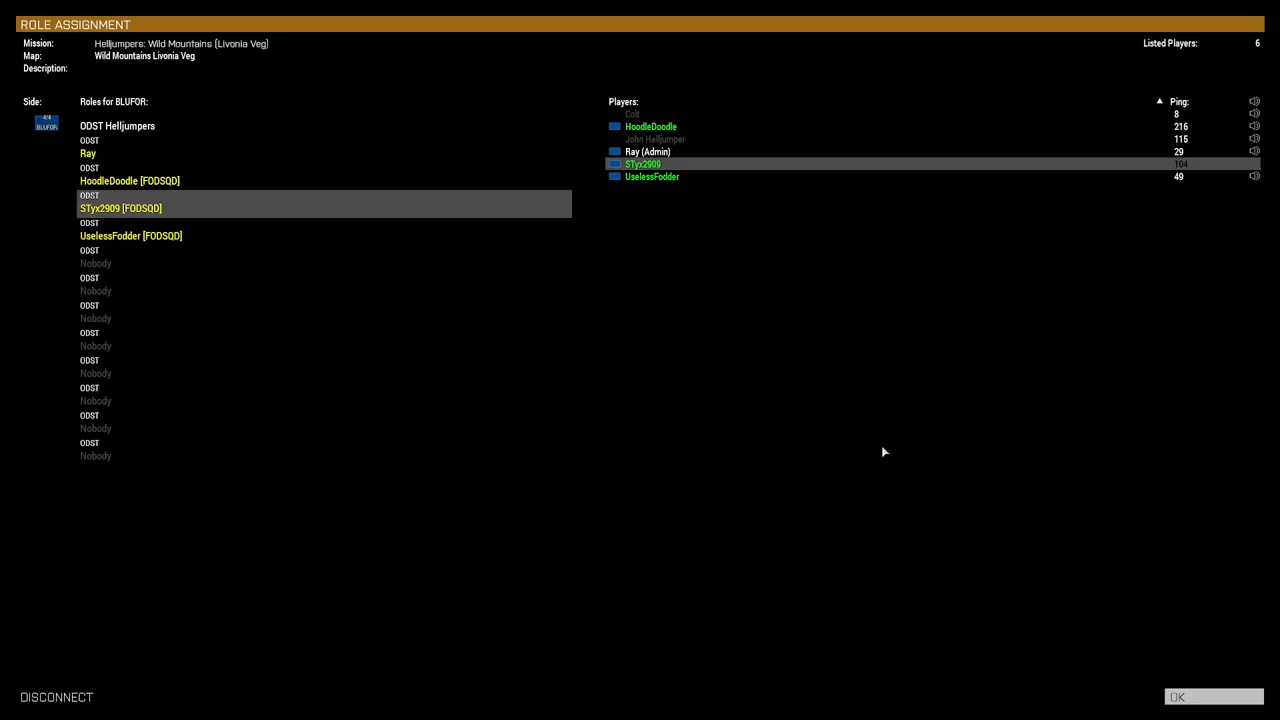 ROLE ASSIGNMENT
Mission: Helljumpers: Wild Mountains (Livonia Veg) Listed Players: 6
Map: Wild Mountains Livonia Veg
Description:
Side: Roles for BLUFOR:
4/4
BLUFOR
ODST Helljumpers
ODST
Ray
ODST
HoodleDoodle [FODSQD]
ODST
STyx2909 [FODSQD]
ODST
UselessFodder [FODSQD]
ODST
Nobody
ODST
Nobody
ODST
Nobody
ODST
Nobody
ODST
Nobody
ODST
Nobody
ODST
Nobody
ODST
Nobody
Players: Ping:
Colt 8
HoodleDoodle 216
John Helljumper 115
Ray (Admin) 29
STyx2909 104
UselessFodder 49
DISCONNECT
OK